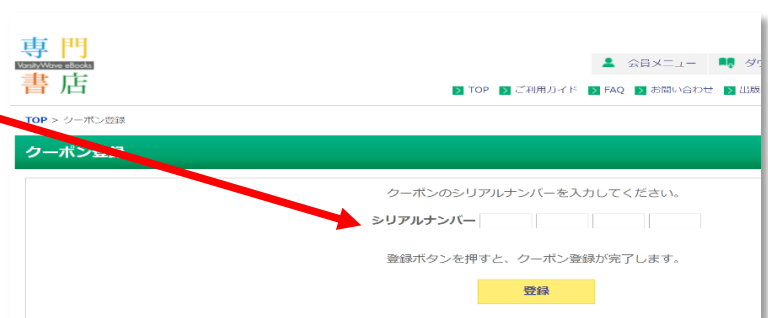 専門
VarsityWave eBooks
書店
会員メニュー
TOP ご利用ガイド FAQ お問い合わせ 出版
TOP > クーポン登録
クーポン登録
クーポンのシリアルナンバーを入力してください。
シリアルナンバー
登録ボタンを押すと、クーポン登録が完了します。
登録